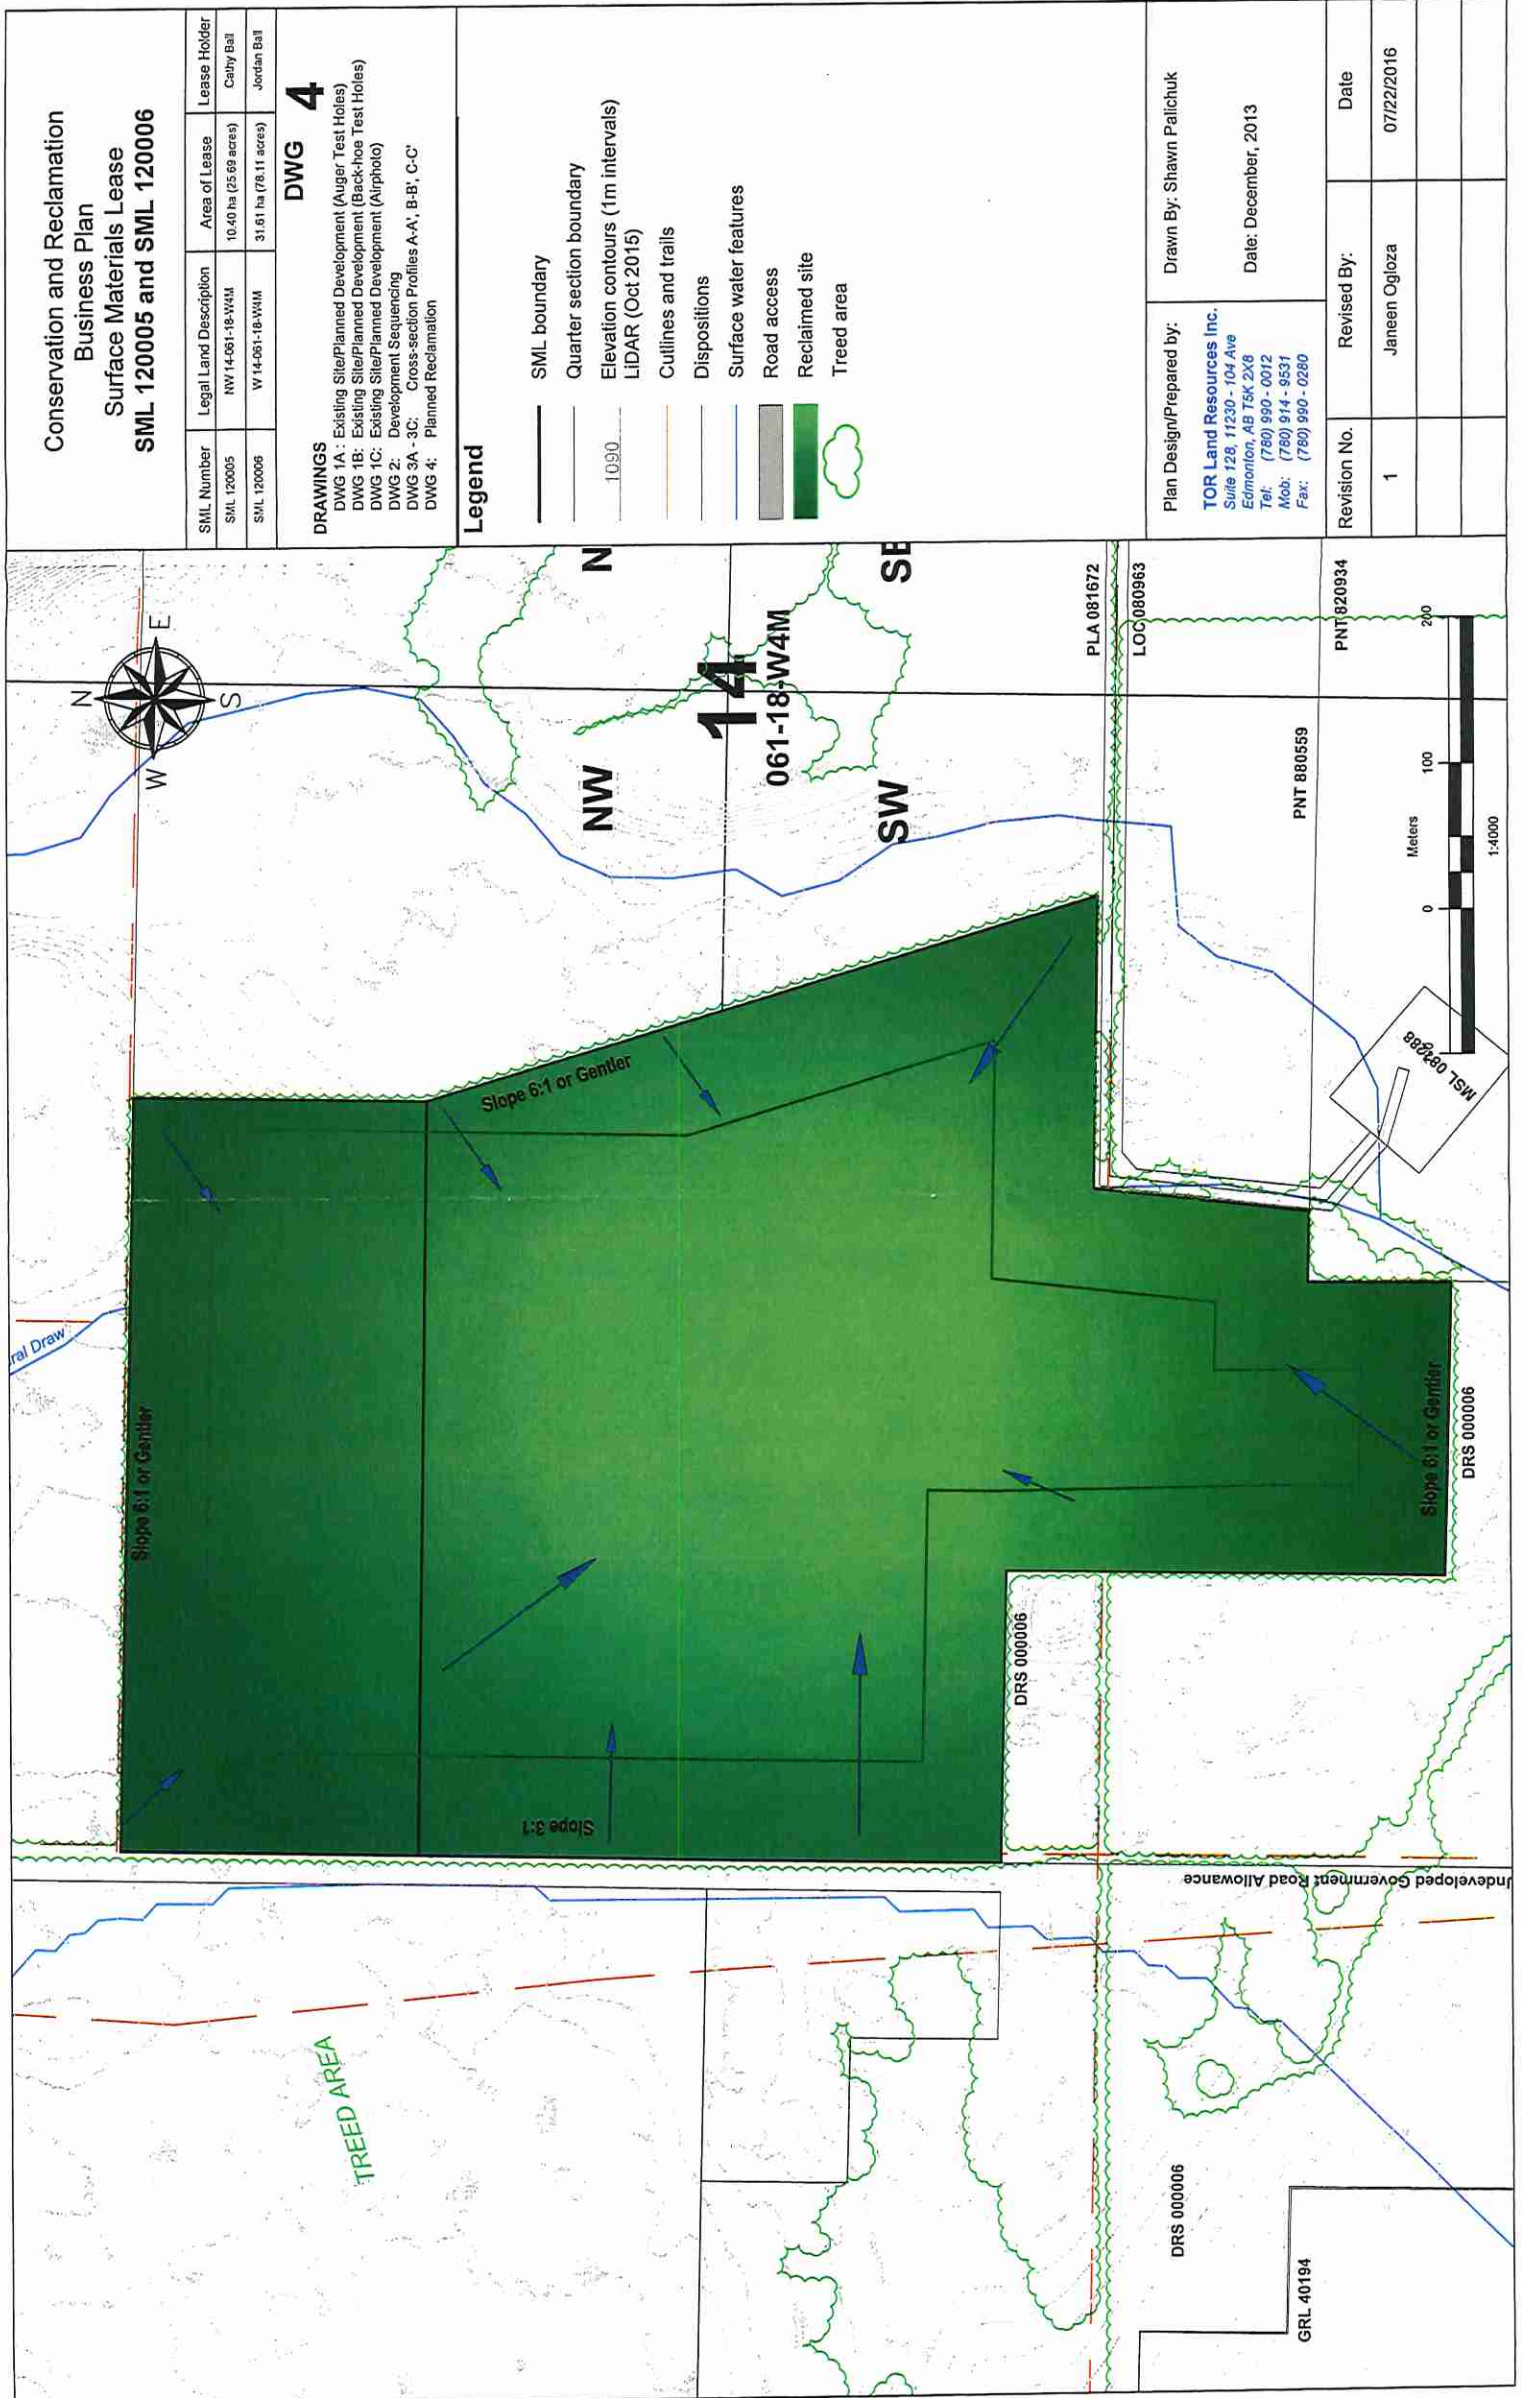 Conservation and Reclamation
Business Plan
Surface Materials Lease
SML 120005 and SML 120006
SML Number Legal Land Description Area of Lease Lease Holder
SML 120005 NW 14-061-18-W4M 10.40 ha (25.69 acres) Cathy Ball
SML 120006 W 14-061-18-W4M 31.61 ha (78.11 acres) Jordan Ball
DWG 4
DRAWINGS
DWG 1A : Existing Site/Planned Development (Auger Test Holes)
DWG 1B: Existing Site/Planned Development (Back-hoe Test Holes)
DWG 1C: Existing Site/Planned Development (Airphoto)
DWG 2: Development Sequencing
DWG 3A - 3C: Cross-section Profiles A-A', B-B', C-C'
DWG 4: Planned Reclamation
Legend
SML boundary
Quarter section boundary
1090 Elevation contours (1m intervals)
LiDAR (Oct 2015)
Cutlines and trails
Dispositions
Surface water features
Road access
Reclaimed site
Treed area
Plan Design/Prepared by:
TOR Land Resources Inc.
Suite 128, 11230 - 104 Ave
Edmonton, AB T5K 2X8
Tel: (780) 990 - 0012
Mob: (780) 914 - 9531
Fax: (780) 990 - 0280
Drawn By: Shawn Palichuk
Date: December, 2013
Revision No. Revised By: Date
1 Janeen Ogloza 07/22/2016
N
W E
S
ral Draw
Slope 6:1 or Gentler
Slope 6:1 or Gentler
Slope 3:1
Slope 6:1 or Gentler
TREED AREA
NW N
14
061-18-W4M
SW SE
PLA 081672
LOC 080963
PNT 880559
PNT 820934
MSL 081288
DRS 000006
DRS 000006
DRS 000006
GRL 40194
Undeveloped Government Road Allowance
Meters
0 100 200
1:4000